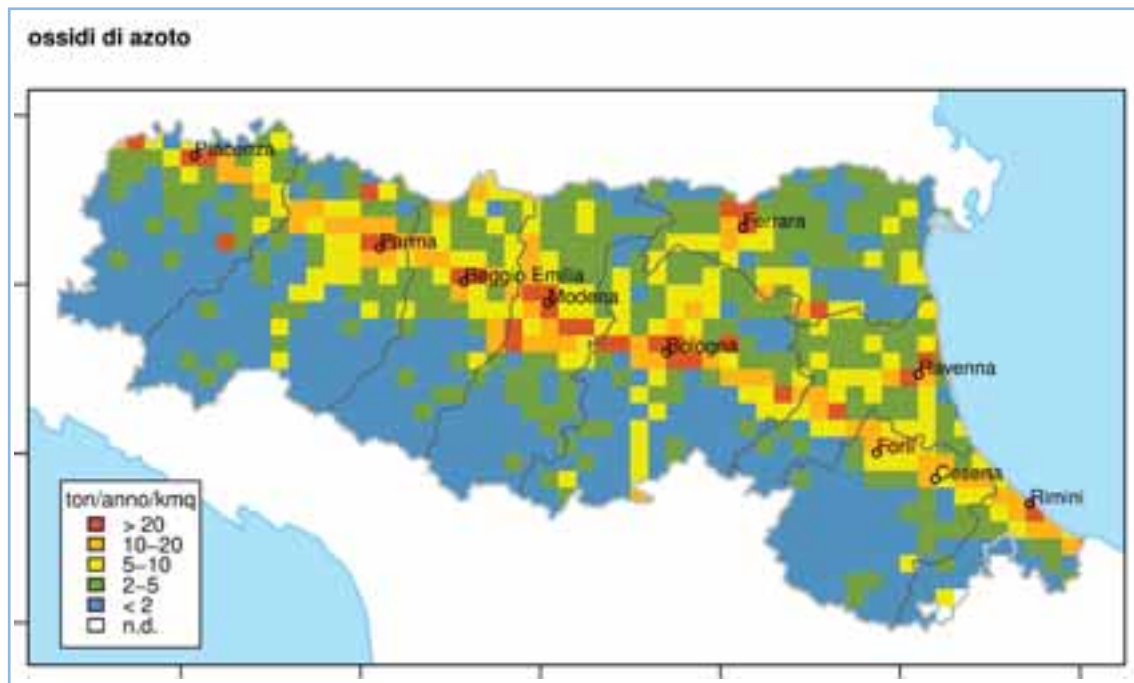 ossidi di azoto
Piacenza
Ferrara
Parma
Reggio Emilia
Modena
Bologna
Ravenna
Forlì
Cesena
Rimini
ton/anno/kmq
> 20
10–20
5–10
2–5
< 2
n.d.